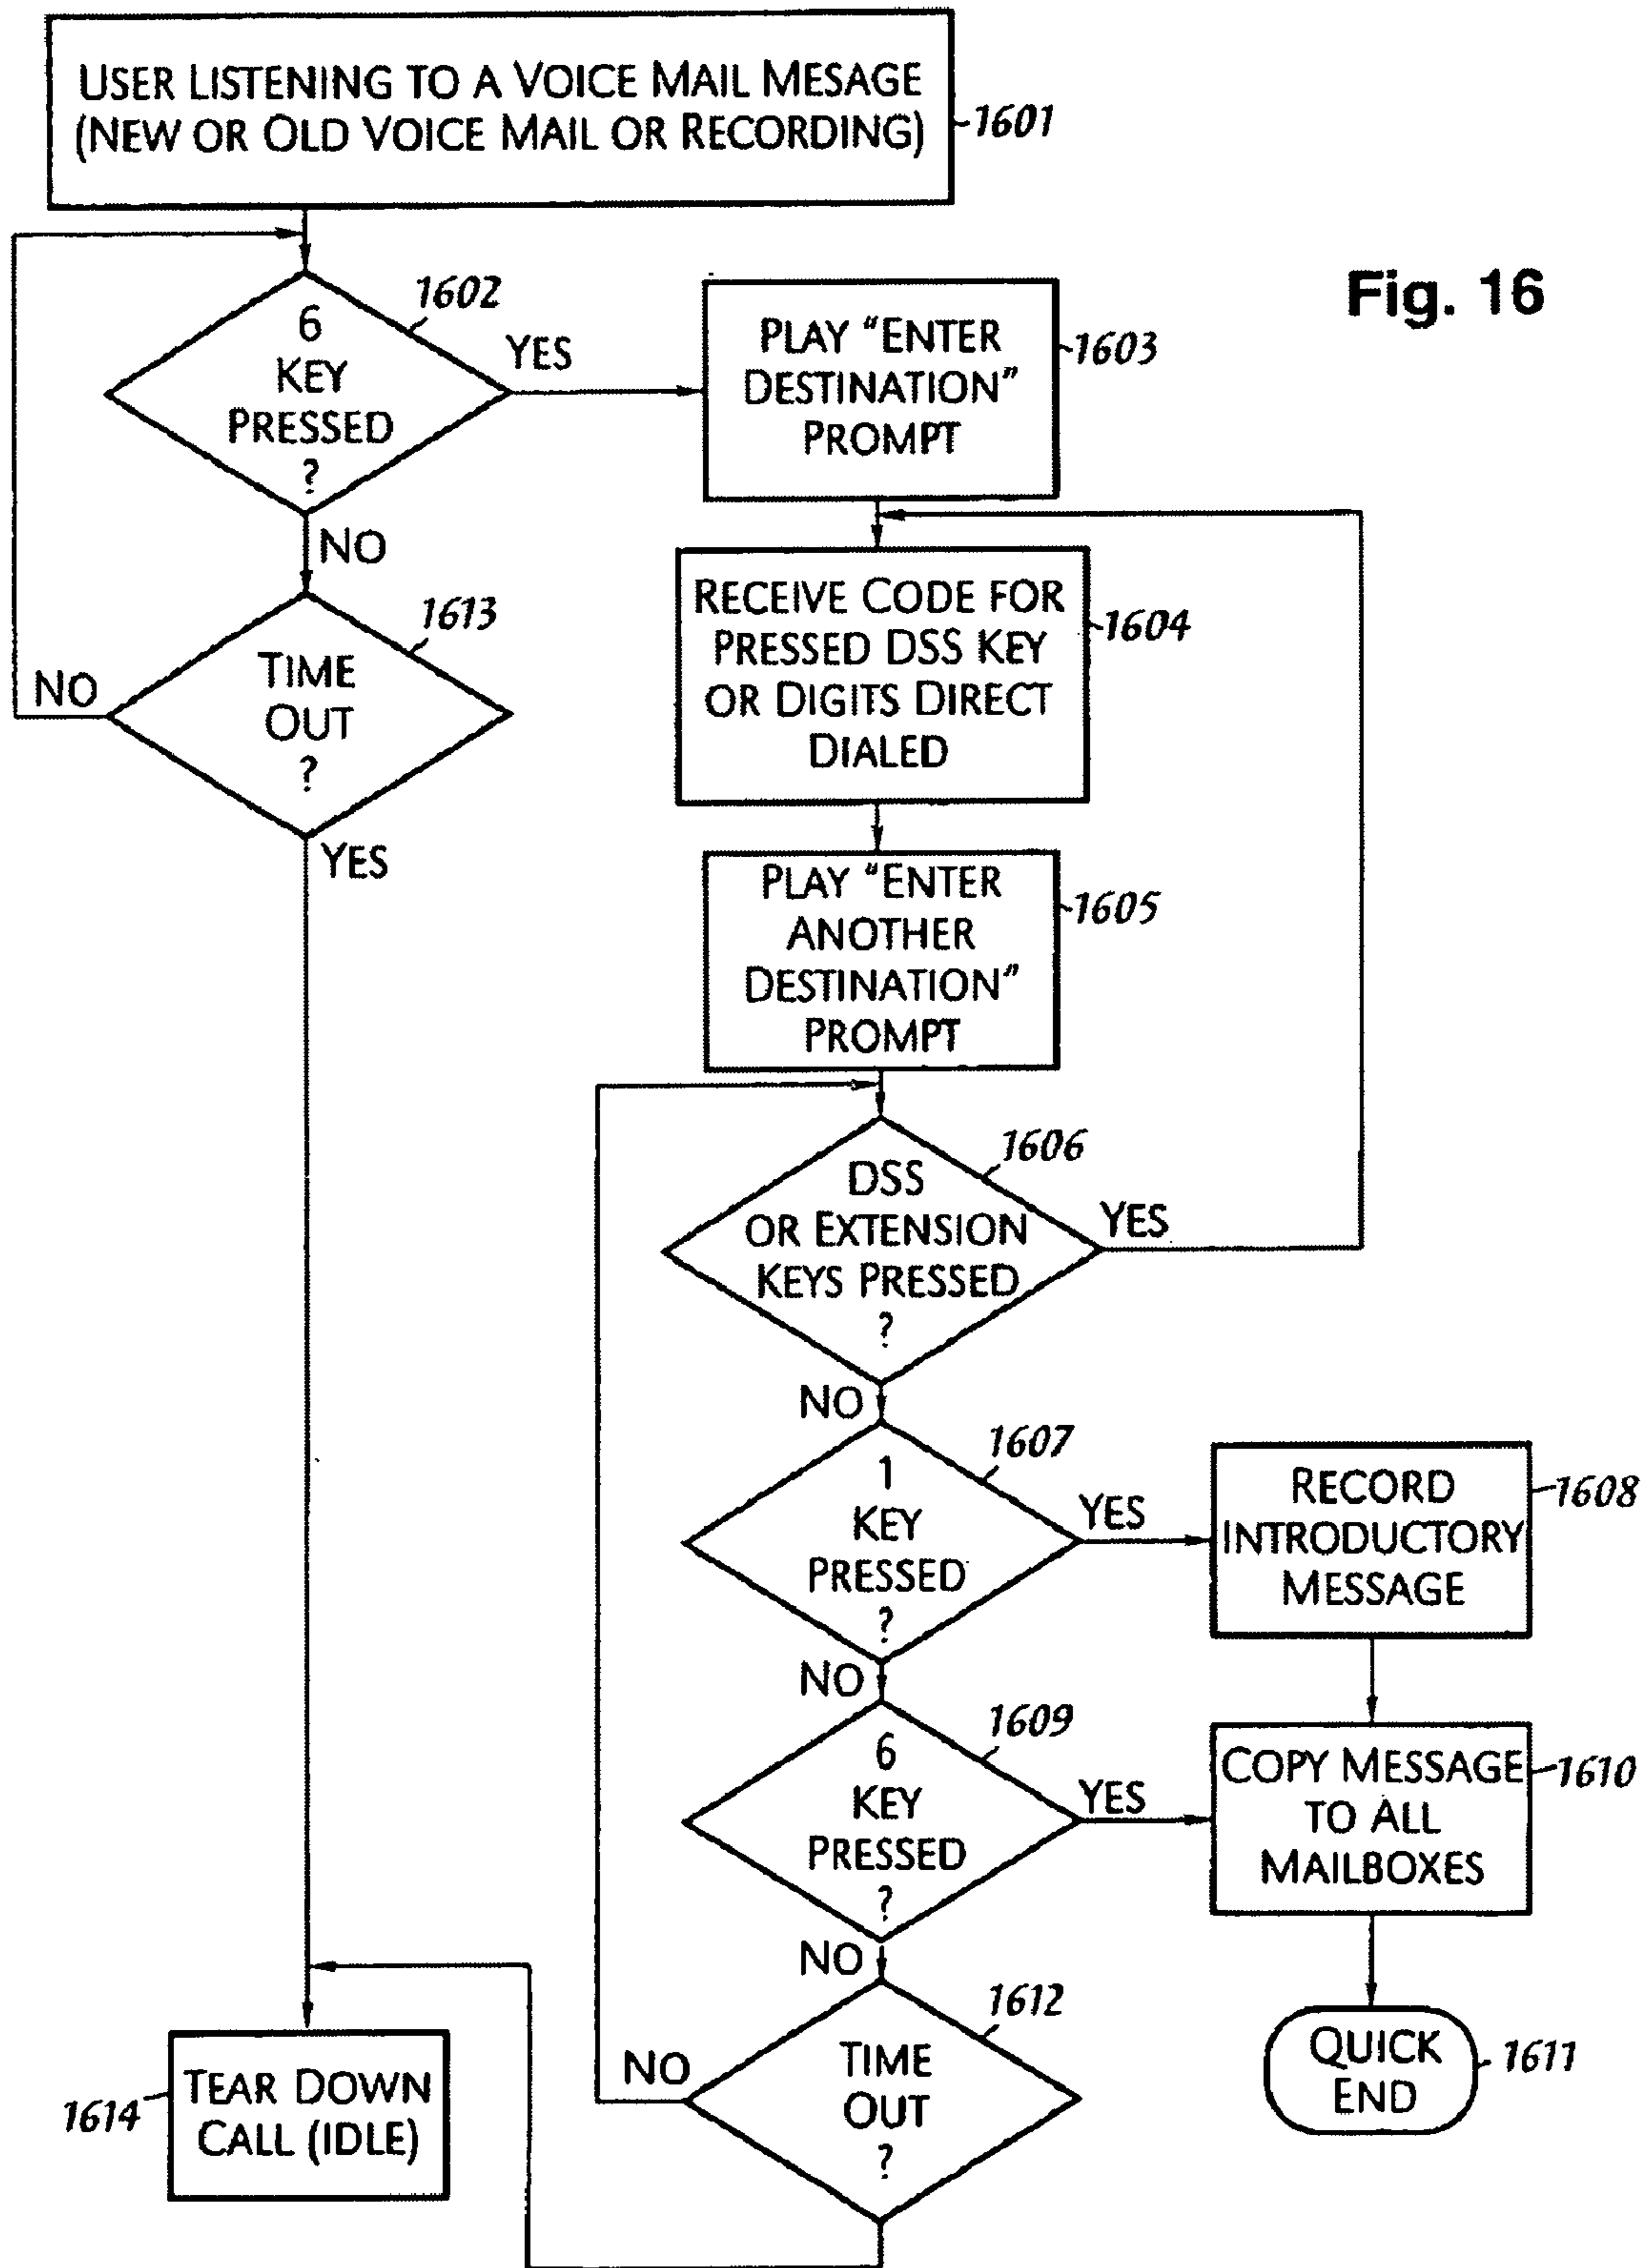 USER LISTENING TO A VOICE MAIL MESAGE
(NEW OR OLD VOICE MAIL OR RECORDING)
1601
Fig. 16
6
KEY
PRESSED
?
1602
YES
NO
PLAY "ENTER
DESTINATION"
PROMPT
1603
TIME
OUT
?
1613
NO
YES
RECEIVE CODE FOR
PRESSED DSS KEY
OR DIGITS DIRECT
DIALED
1604
PLAY "ENTER
ANOTHER
DESTINATION"
PROMPT
1605
DSS
OR EXTENSION
KEYS PRESSED
?
1606
YES
NO
1
KEY
PRESSED
?
1607
YES
NO
RECORD
INTRODUCTORY
MESSAGE
1608
6
KEY
PRESSED
?
1609
YES
NO
COPY MESSAGE
TO ALL
MAILBOXES
1610
TIME
OUT
?
1612
NO
QUICK
END
1611
TEAR DOWN
CALL (IDLE)
1614